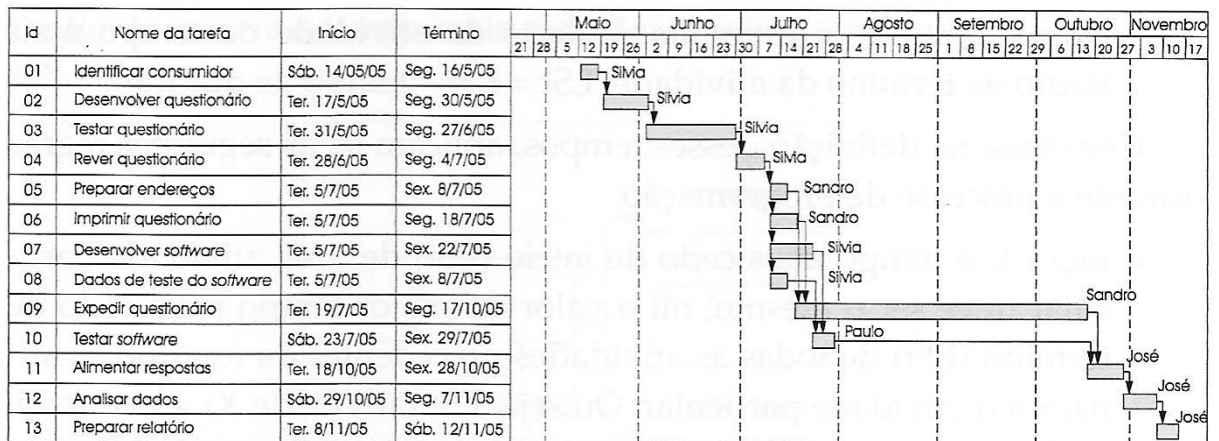 Id Nome da tarefa Início Término Maio Junho Julho Agosto Setembro Outubro Novembro
21 28 5 12 19 26 2 9 16 23 30 7 14 21 28 4 11 18 25 1 8 15 22 29 6 13 20 27 3 10 17
01 Identificar consumidor Sáb. 14/05/05 Seg. 16/5/05 Silvia
02 Desenvolver questionário Ter. 17/5/05 Seg. 30/5/05 Silvia
03 Testar questionário Ter. 31/5/05 Seg. 27/6/05 Silvia
04 Rever questionário Ter. 28/6/05 Seg. 4/7/05 Silvia
05 Preparar endereços Ter. 5/7/05 Sex. 8/7/05 Sandro
06 Imprimir questionário Ter. 5/7/05 Seg. 18/7/05 Sandro
07 Desenvolver software Ter. 5/7/05 Sex. 22/7/05 Silvia
08 Dados de teste do software Ter. 5/7/05 Sex. 8/7/05 Silvia
Sandro
09 Expedir questionário Ter. 19/7/05 Seg. 17/10/05
10 Testar software Sáb. 23/7/05 Sex. 29/7/05 Paulo
11 Alimentar respostas Ter. 18/10/05 Sex. 28/10/05 José
12 Analisar dados Sáb. 29/10/05 Seg. 7/11/05 José
13 Preparar relatório Ter. 8/11/05 Sáb. 12/11/05 José